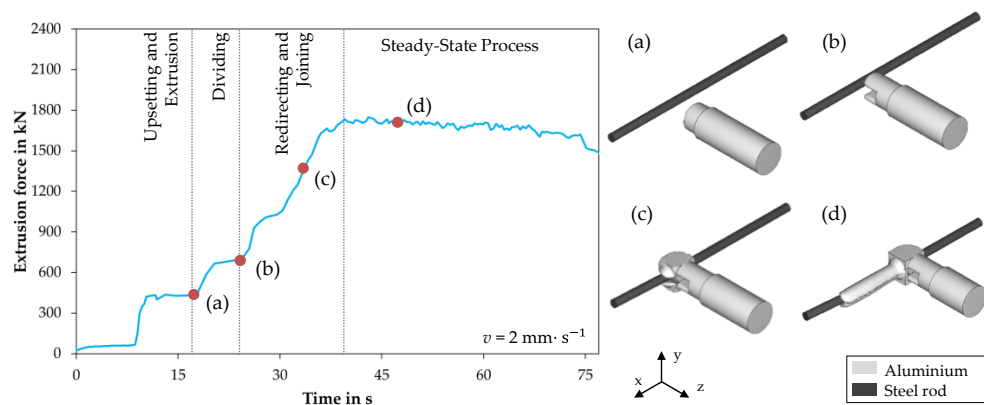 Extrusion force in kN
2400
2100
1800
1500
1200
900
600
300
0
0
15
30
45
60
75
Time in s
Upsetting and
Extrusion
Dividing
Redirecting and
Joining
Steady-State Process
(a)
(b)
(c)
(d)
v = 2 mm· s⁻¹
(a)
(b)
(c)
(d)
y
x
z
Aluminium
Steel rod